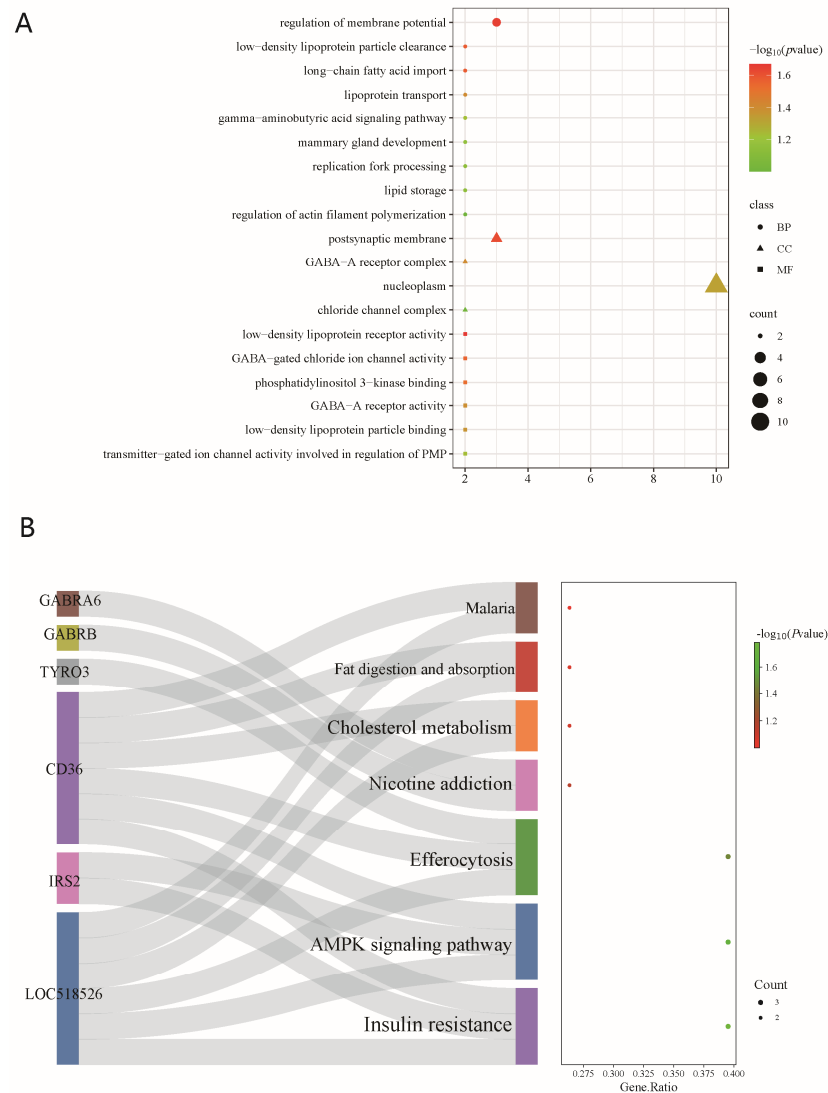 A
regulation of membrane potential
low−density lipoprotein particle clearance
long−chain fatty acid import
lipoprotein transport
gamma−aminobutyric acid signaling pathway
mammary gland development
replication fork processing
lipid storage
regulation of actin filament polymerization
postsynaptic membrane
GABA−A receptor complex
nucleoplasm
chloride channel complex
low−density lipoprotein receptor activity
GABA−gated chloride ion channel activity
phosphatidylinositol 3−kinase binding
GABA−A receptor activity
low−density lipoprotein particle binding
transmitter−gated ion channel activity involved in regulation of PMP
2 4 6 8 10
−log10(pvalue)
1.6
1.4
1.2
class
BP
CC
MF
count
2
4
6
8
10
B
GABRA6
GABRB
TYRO3
CD36
IRS2
LOC518526
Malaria
Fat digestion and absorption
Cholesterol metabolism
Nicotine addiction
Efferocytosis
AMPK signaling pathway
Insulin resistance
0.275 0.300 0.325 0.350 0.375 0.400
Gene.Ratio
-log10(Pvalue)
1.6
1.4
1.2
Count
3
2